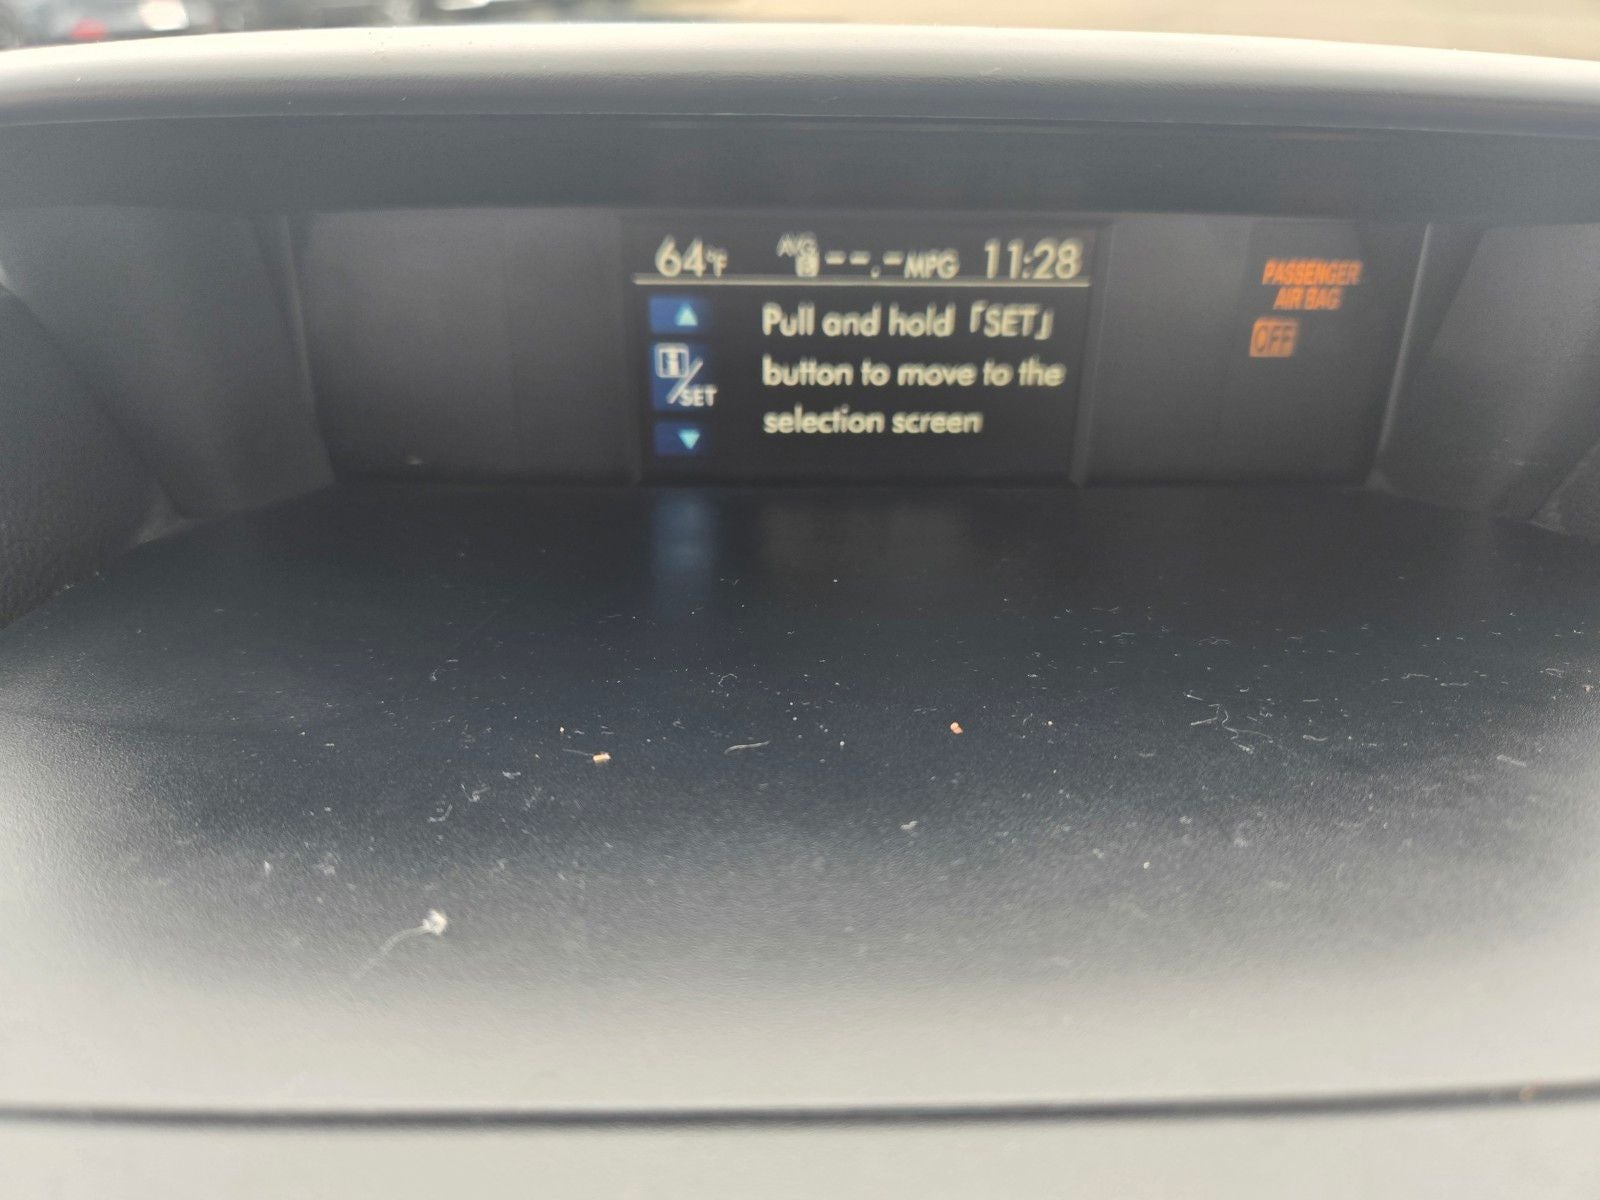 64°F AVG B --.- MPG 11:28
Pull and hold「SET」
button to move to the
selection screen
i/SET
PASSENGER
AIR BAG
OFF